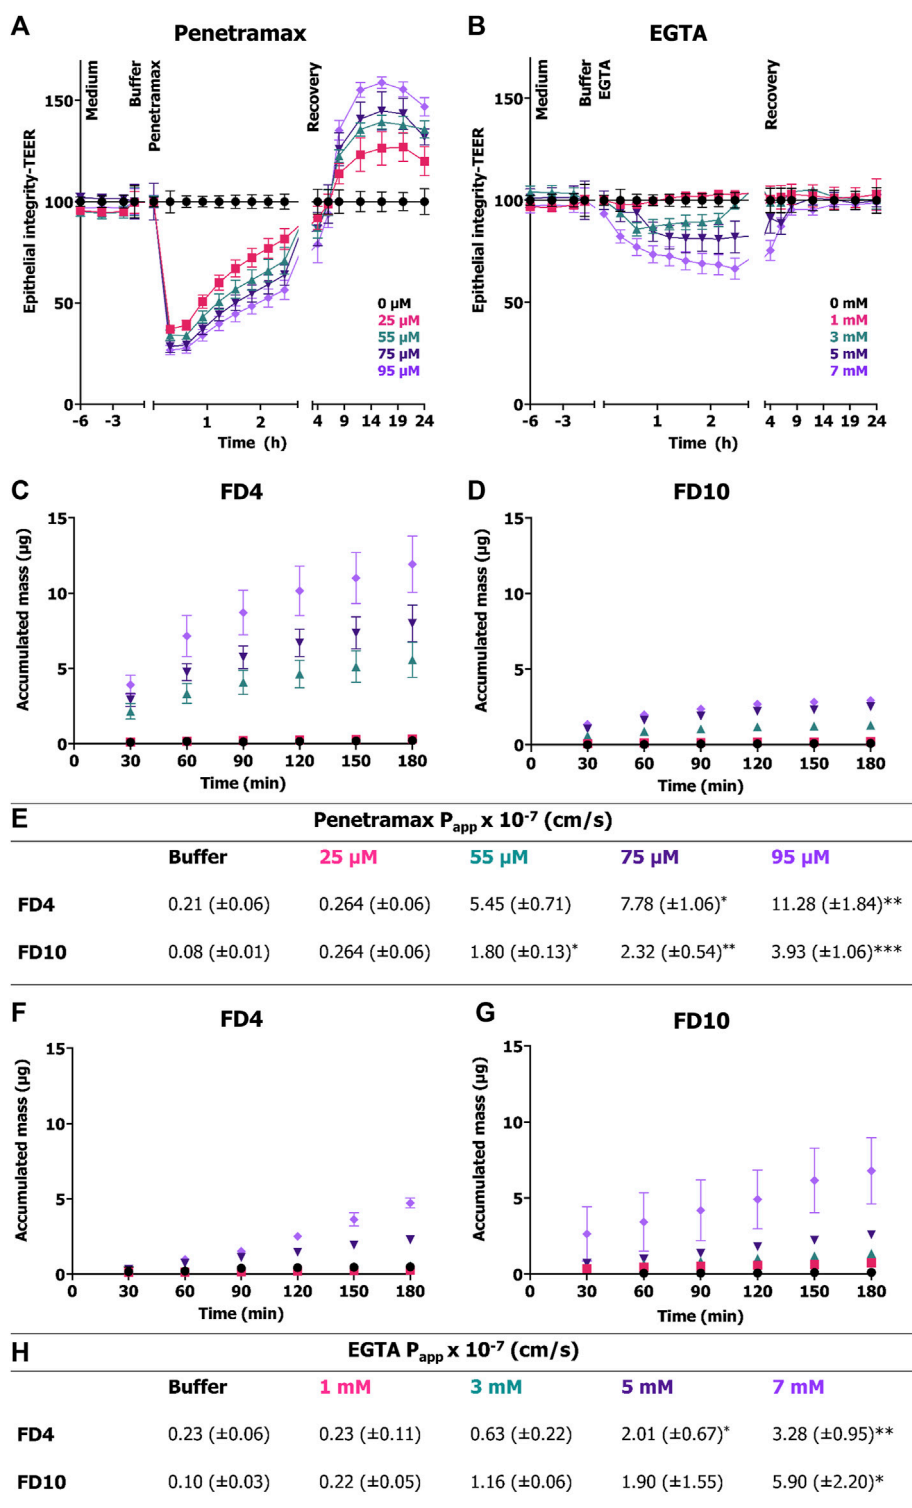 A
Penetramax
Epithelial integrity-TEER
150
100
50
0
Medium
Buffer
Penetramax
Recovery
0 µM
25 µM
55 µM
75 µM
95 µM
-6 -3 1 2 4 9 14 19 24
Time (h)
B
EGTA
Epithelial integrity-TEER
150
100
50
0
Medium
Buffer
EGTA
Recovery
0 mM
1 mM
3 mM
5 mM
7 mM
-6 -3 1 2 4 9 14 19 24
Time (h)
C
FD4
Accumulated mass (µg)
15
10
5
0
0 30 60 90 120 150 180
Time (min)
D
FD10
Accumulated mass (µg)
15
10
5
0
0 30 60 90 120 150 180
Time (min)
E
Penetramax Papp x 10-7 (cm/s)
Buffer 25 µM 55 µM 75 µM 95 µM
FD4 0.21 (±0.06) 0.264 (±0.06) 5.45 (±0.71) 7.78 (±1.06)* 11.28 (±1.84)**
FD10 0.08 (±0.01) 0.264 (±0.06) 1.80 (±0.13)* 2.32 (±0.54)** 3.93 (±1.06)***
F
FD4
Accumulated mass (µg)
15
10
5
0
0 30 60 90 120 150 180
Time (min)
G
FD10
Accumulated mass (µg)
15
10
5
0
0 30 60 90 120 150 180
Time (min)
H
EGTA Papp x 10-7 (cm/s)
Buffer 1 mM 3 mM 5 mM 7 mM
FD4 0.23 (±0.06) 0.23 (±0.11) 0.63 (±0.22) 2.01 (±0.67)* 3.28 (±0.95)**
FD10 0.10 (±0.03) 0.22 (±0.05) 1.16 (±0.06) 1.90 (±1.55) 5.90 (±2.20)*